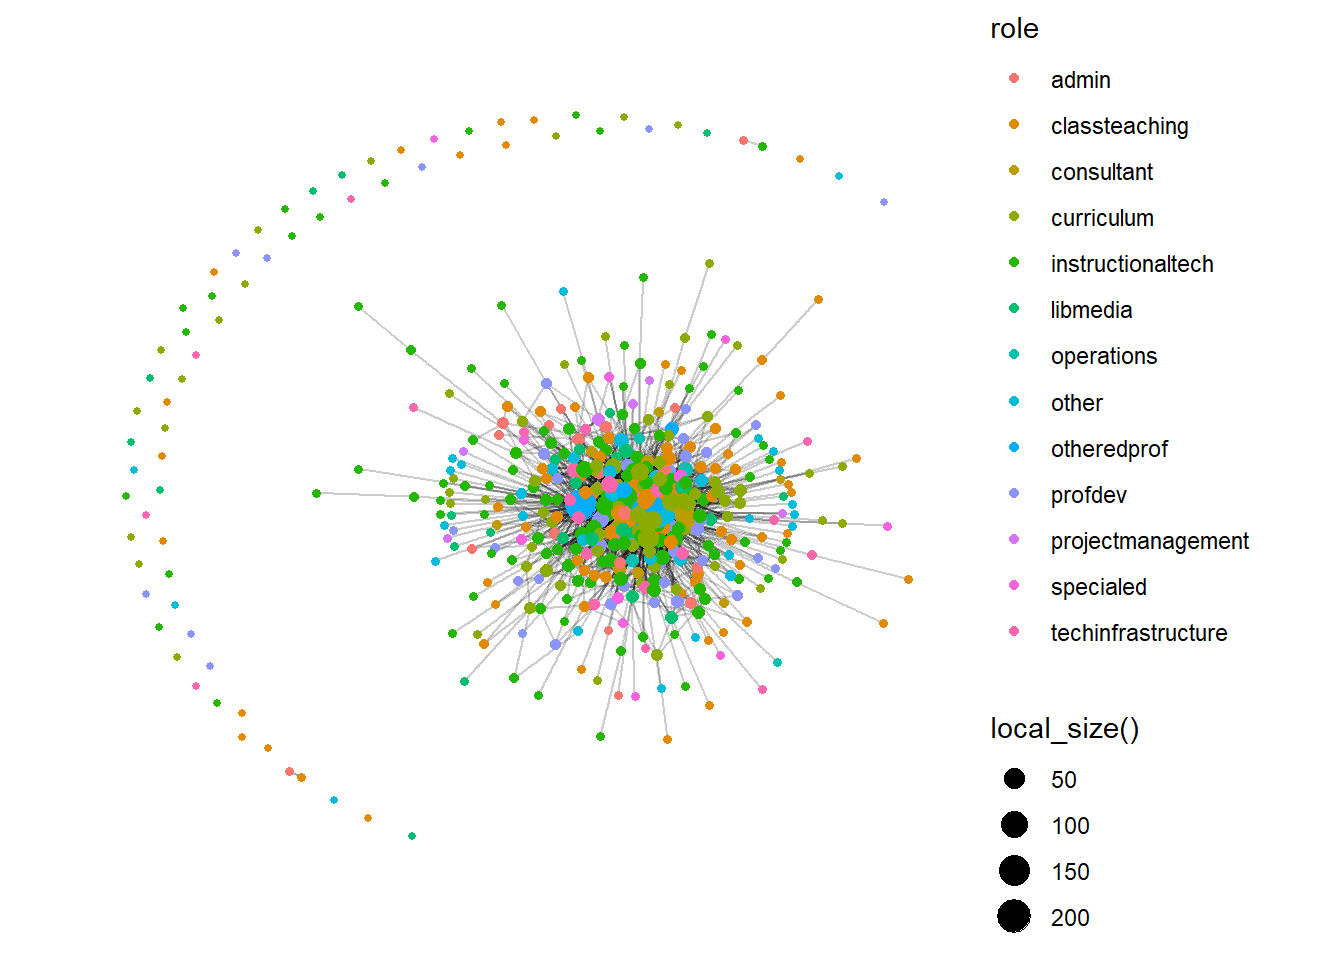 role
admin
classteaching
consultant
curriculum
instructionaltech
libmedia
operations
other
otheredprof
profdev
projectmanagement
specialed
techinfrastructure
local_size()
50
100
150
200